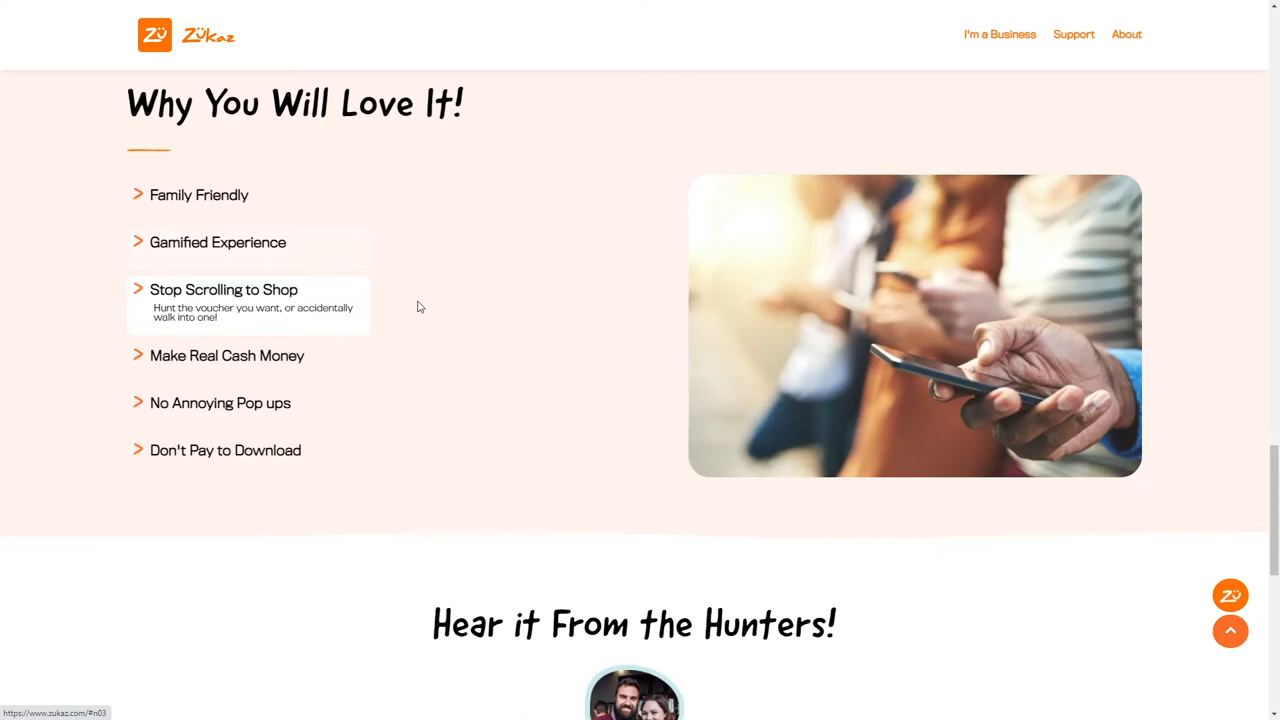 Zü Zükaz
I'm a Business Support About
Why You Will Love It!
> Family Friendly
> Gamified Experience
> Stop Scrolling to Shop
Hunt the voucher you want, or accidentally
walk into one!
> Make Real Cash Money
> No Annoying Pop ups
> Don't Pay to Download
Zü
Hear it From the Hunters!
https://www.zukaz.com/#n03